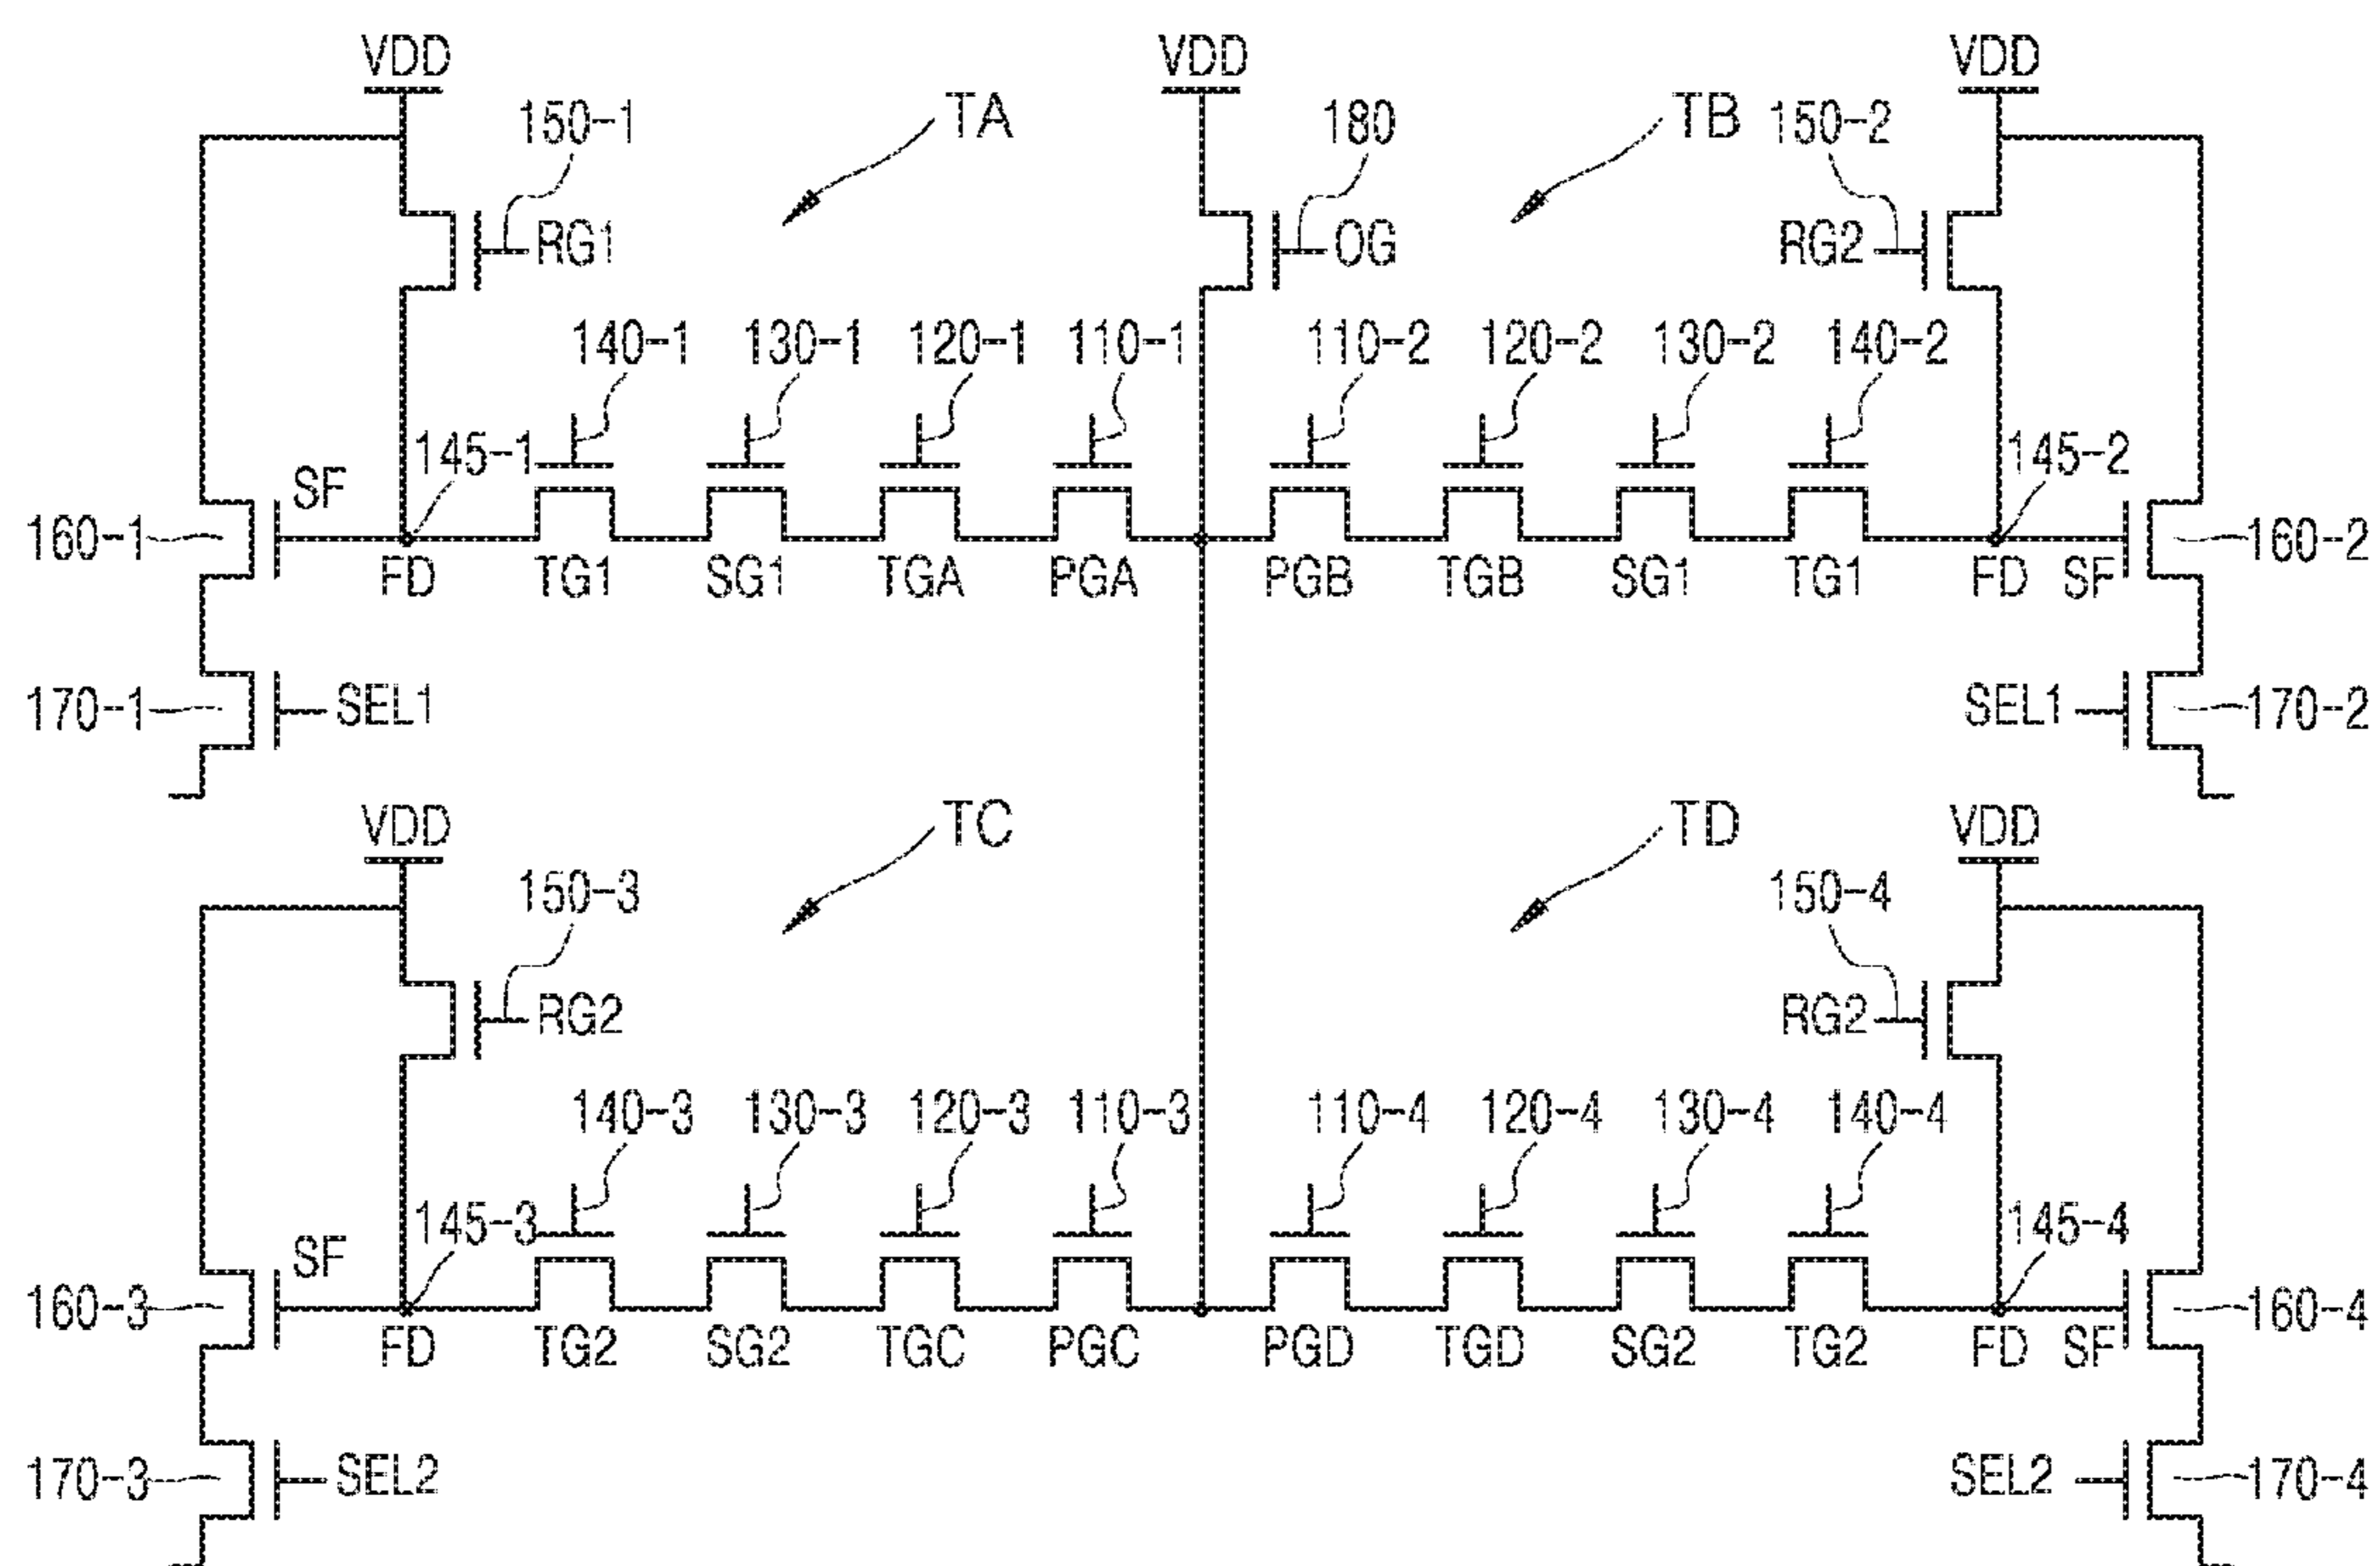 VDD VDD VDD
150-1 TA 180 TB 150-2
RG1 OG RG2
140-1 130-1 120-1 110-1 110-2 120-2 130-2 140-2
145-1 145-2
SF
160-1 160-2
FD TG1 SG1 TGA PGA PGB TGB SG1 TG1 FD SF
170-1 SEL1 SEL1 170-2
VDD TC TD VDD
150-3 150-4
RG2 RG2
140-3 130-3 120-3 110-3 110-4 120-4 130-4 140-4
145-3 145-4
SF
160-3 160-4
FD TG2 SG2 TGC PGC PGD TGD SG2 TG2 FD SF
170-3 SEL2 SEL2 170-4